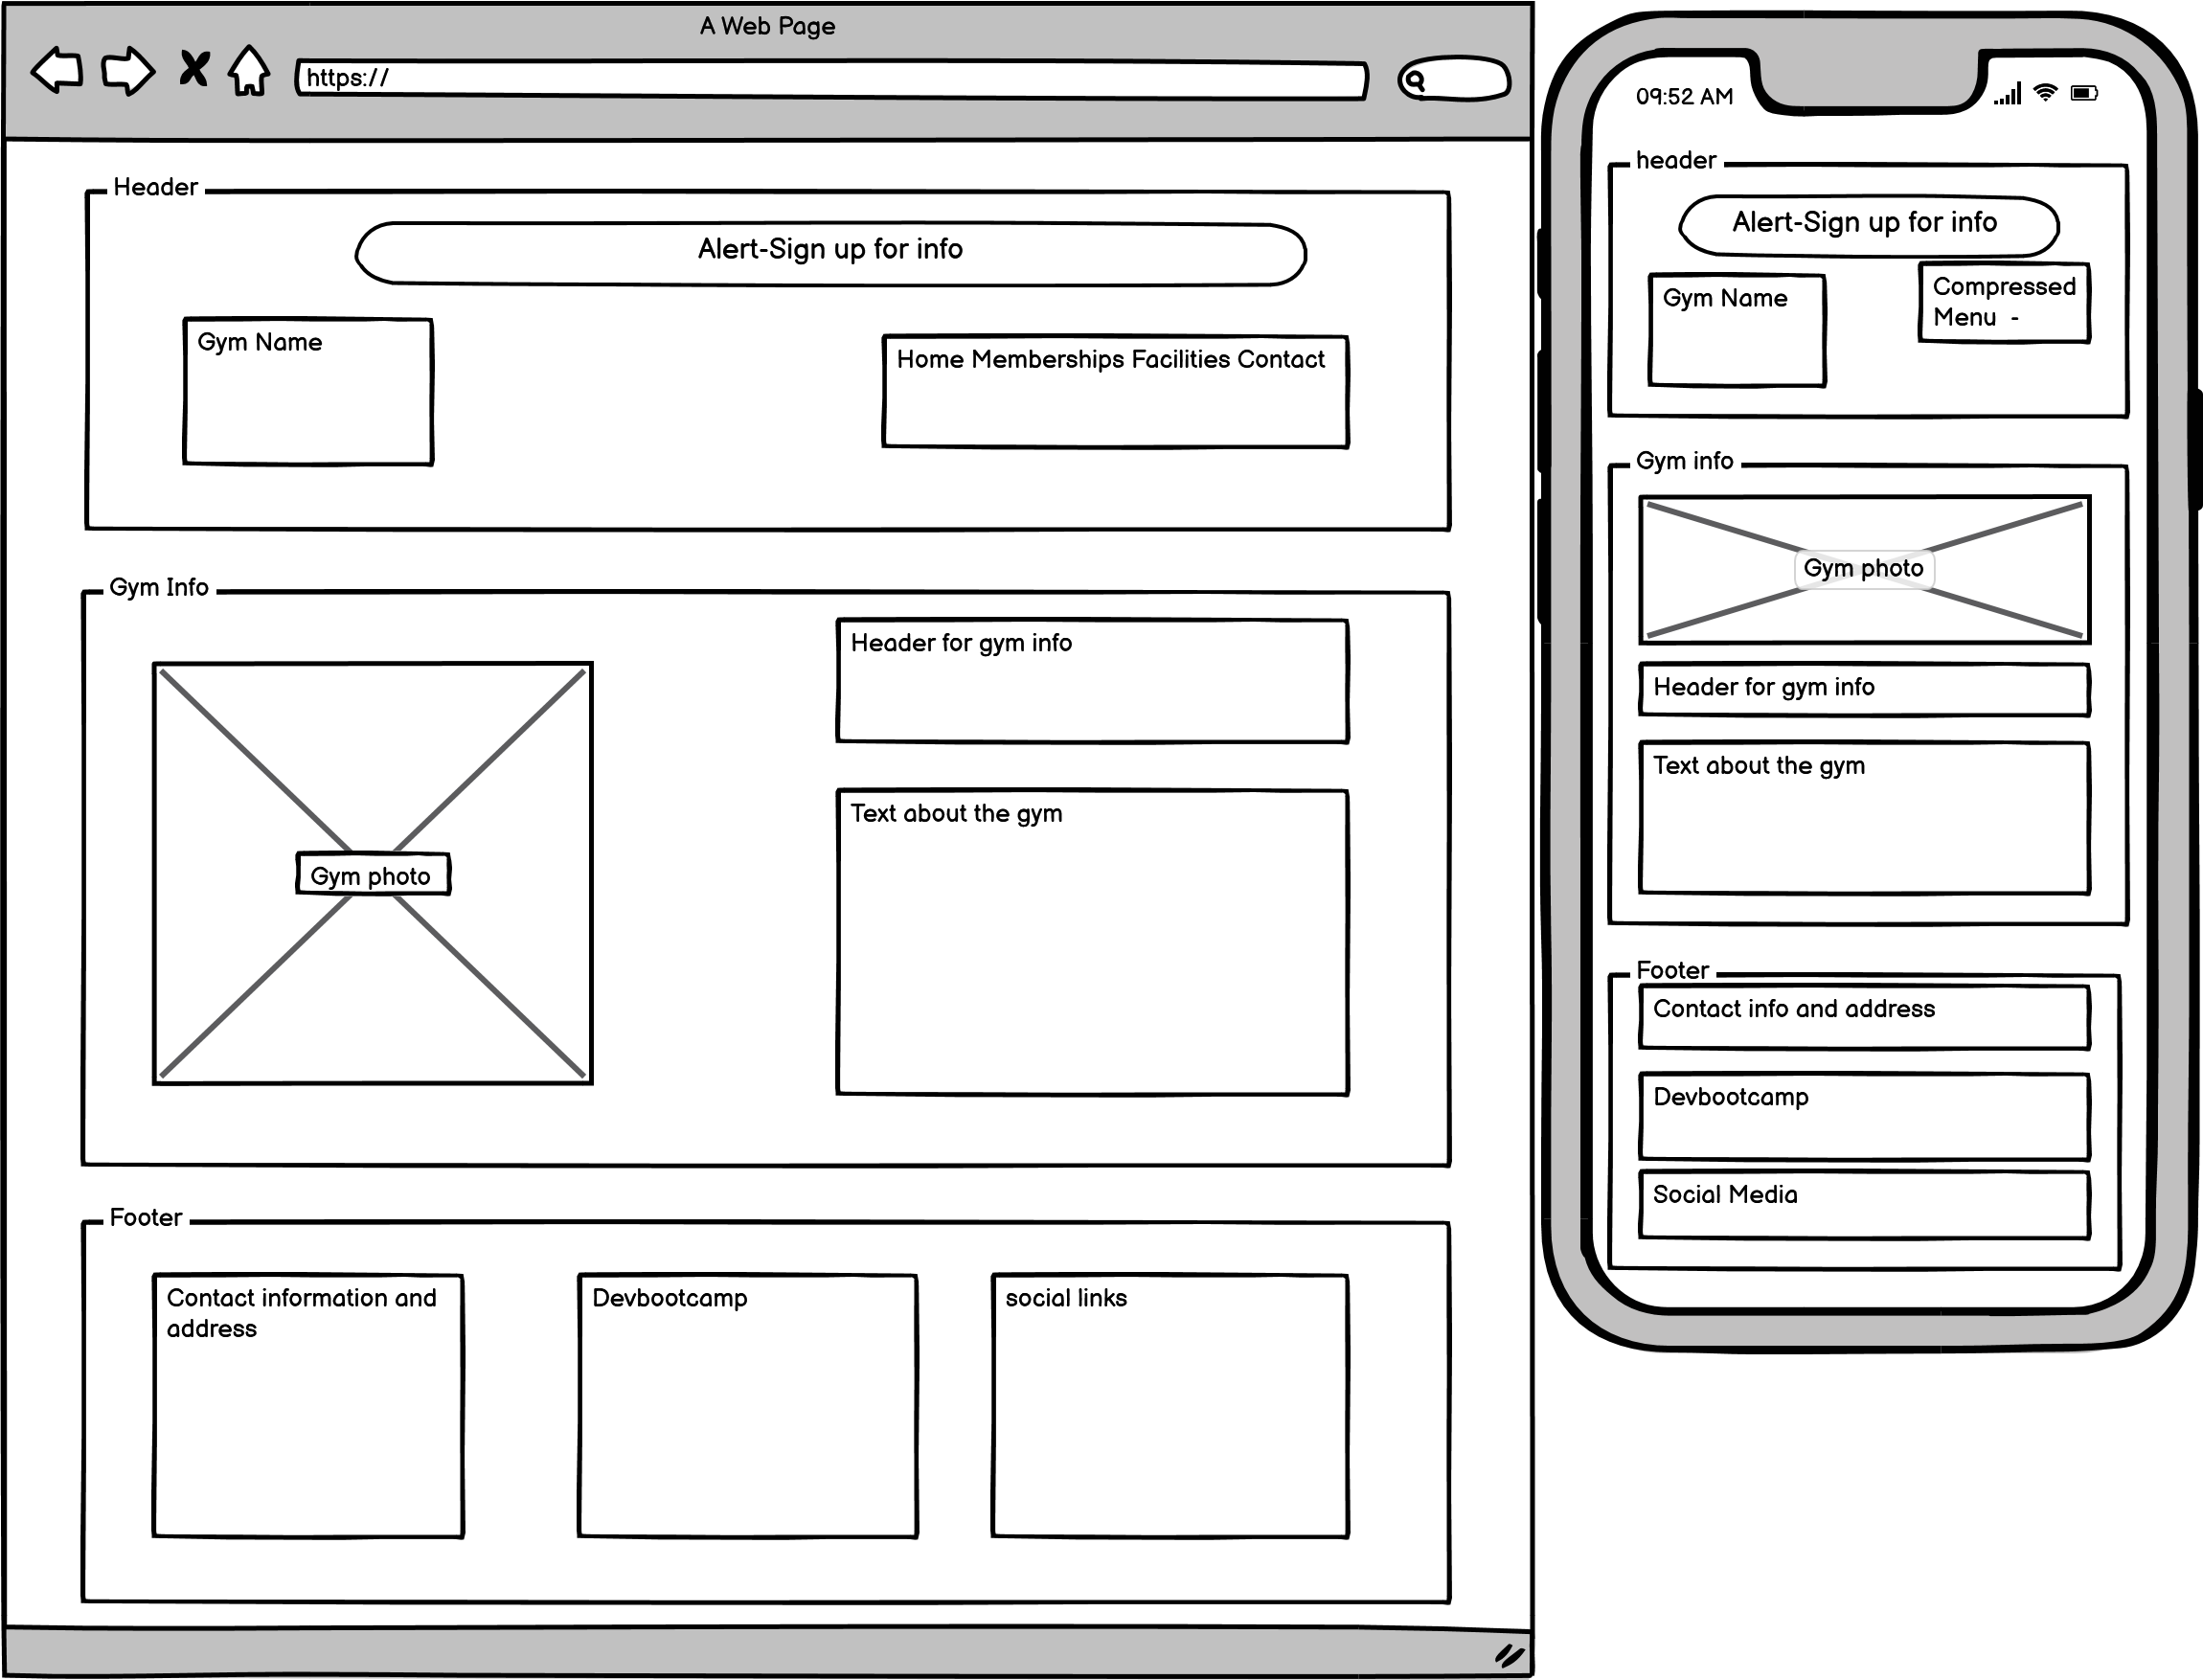 A Web Page
https://
Header
Alert-Sign up for info
Gym Name
Home Memberships Facilities Contact
Gym Info
Header for gym info
Text about the gym
Gym photo
Footer
Contact information and
address
Devbootcamp
social links
09:52 AM
header
Alert-Sign up for info
Gym Name
Compressed
Menu -
Gym info
Gym photo
Header for gym info
Text about the gym
Footer
Contact info and address
Devbootcamp
Social Media